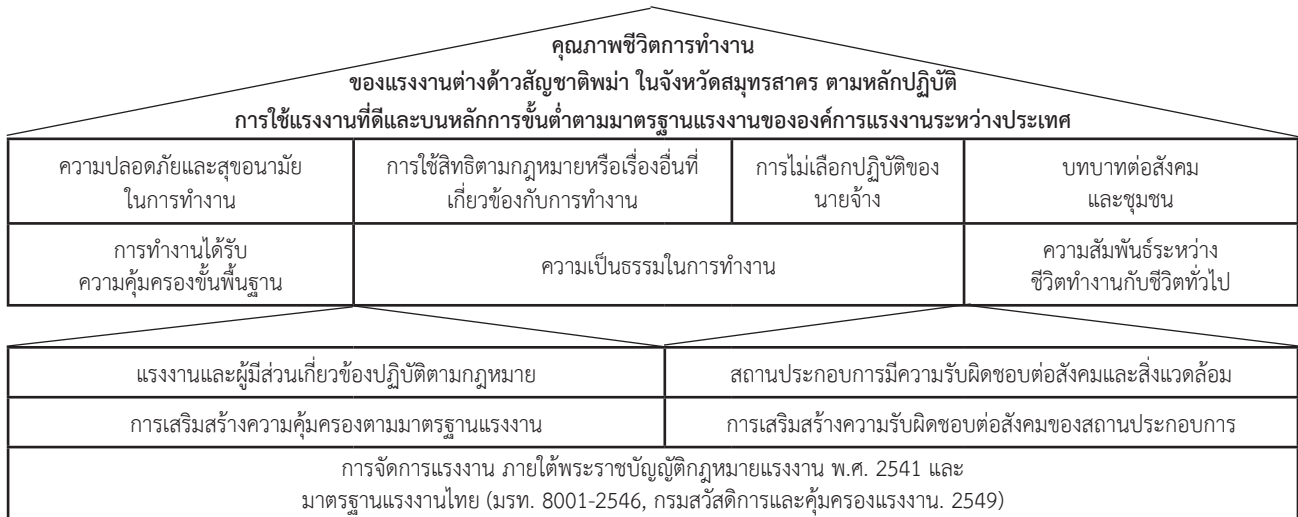 คุณภาพชีวิตการทำงาน
ของแรงงานต่างด้าวสัญชาติพม่า ในจังหวัดสมุทรสาคร ตามหลักปฏิบัติ
การใช้แรงงานที่ดีและบนหลักการขั้นต่ำตามมาตรฐานแรงงานขององค์การแรงงานระหว่างประเทศ
ความปลอดภัยและสุขอนามัย
ในการทำงาน
การใช้สิทธิตามกฎหมายหรือเรื่องอื่นที่
เกี่ยวข้องกับการทำงาน
การไม่เลือกปฏิบัติของ
นายจ้าง
บทบาทต่อสังคม
และชุมชน
การทำงานได้รับ
ความคุ้มครองขั้นพื้นฐาน
ความเป็นธรรมในการทำงาน
ความสัมพันธ์ระหว่าง
ชีวิตทำงานกับชีวิตทั่วไป
แรงงานและผู้มีส่วนเกี่ยวข้องปฏิบัติตามกฎหมาย
สถานประกอบการมีความรับผิดชอบต่อสังคมและสิ่งแวดล้อม
การเสริมสร้างความคุ้มครองตามมาตรฐานแรงงาน
การเสริมสร้างความรับผิดชอบต่อสังคมของสถานประกอบการ
การจัดการแรงงาน ภายใต้พระราชบัญญัติกฎหมายแรงงาน พ.ศ. 2541 และ
มาตรฐานแรงงานไทย (มรท. 8001-2546, กรมสวัสดิการและคุ้มครองแรงงาน. 2549)